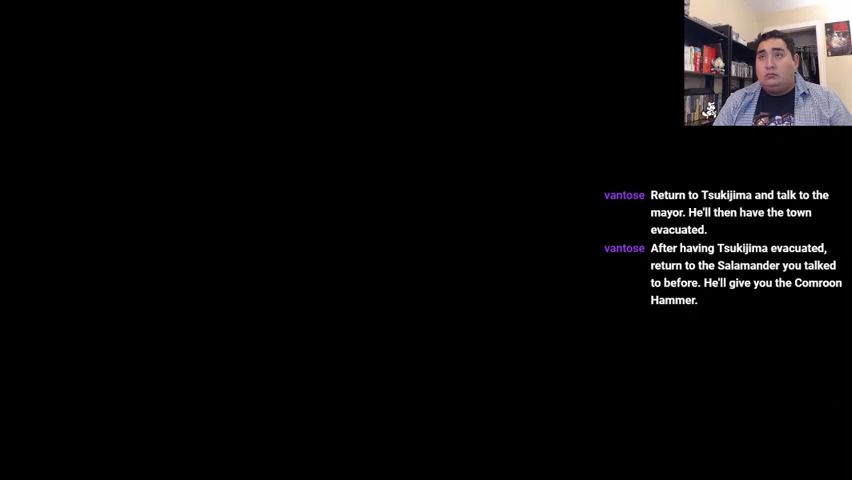 vantose Return to Tsukijima and talk to the
mayor. He'll then have the town
evacuated.
vantose After having Tsukijima evacuated,
return to the Salamander you talked
to before. He'll give you the Comroon
Hammer.